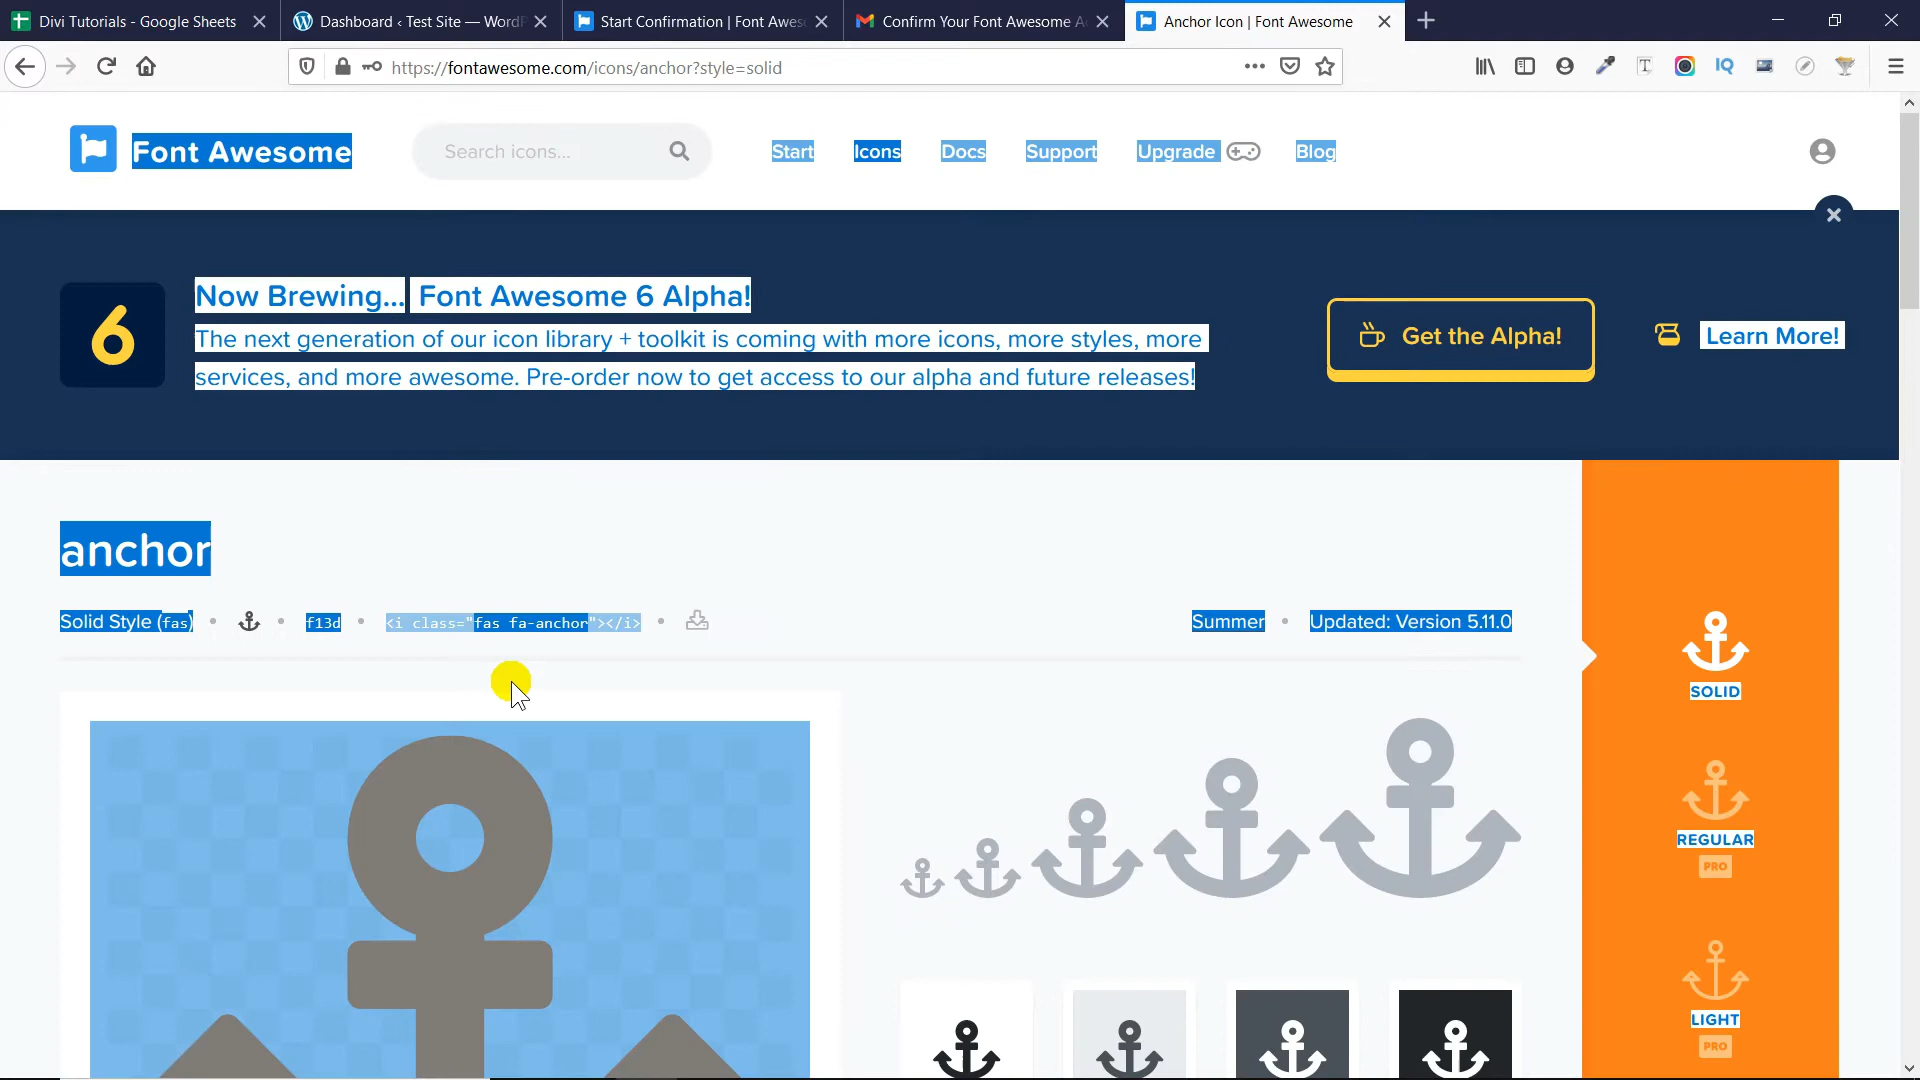 Divi Tutorials - Google Sheets
Dashboard ‹ Test Site — WordP
Start Confirmation | Font Awes
Confirm Your Font Awesome A
Anchor Icon | Font Awesome
https://fontawesome.com/icons/anchor?style=solid
IQ
Font Awesome
Search icons...
Start
Icons
Docs
Support
Upgrade
Blog
6
Now Brewing... Font Awesome 6 Alpha!
The next generation of our icon library + toolkit is coming with more icons, more styles, more
services, and more awesome. Pre-order now to get access to our alpha and future releases!
Get the Alpha!
Learn More!
anchor
Solid Style (fas)
f13d
<i class="fas fa-anchor"></i>
Summer
Updated: Version 5.11.0
SOLID
REGULAR
PRO
LIGHT
PRO